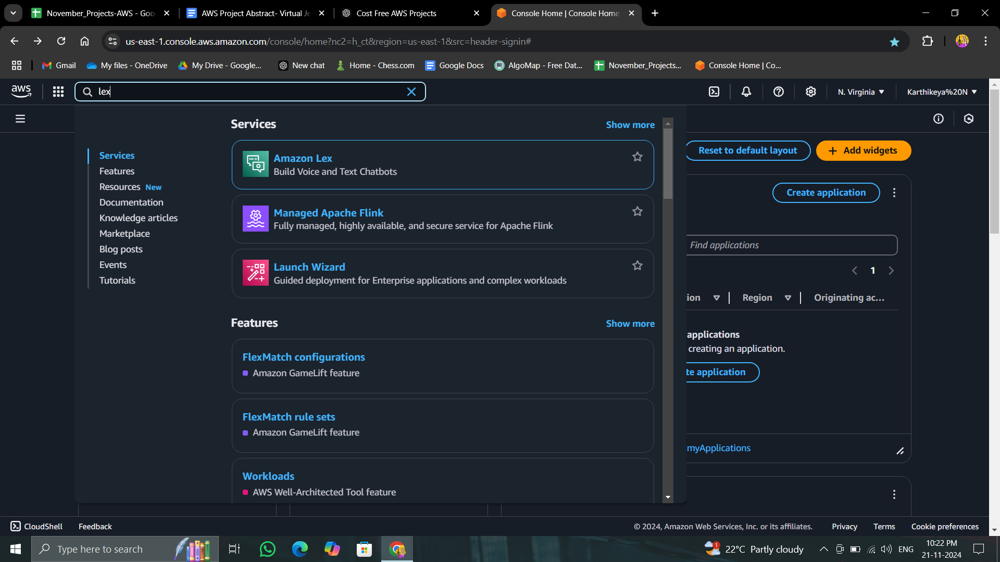 November_Projects-AWS - Goo
AWS Project Abstract- Virtual Je
Cost Free AWS Projects
Console Home | Console Home
us-east-1.console.aws.amazon.com/console/home?nc2=h_ct&region=us-east-1&src=header-signin#
Gmail
My files - OneDrive
My Drive - Google...
New chat
Home - Chess.com
Google Docs
AlgoMap - Free Dat...
November_Projects...
Console Home | Co...
aws
lex
N. Virginia
Karthikeya%20N
Services
Features
Resources New
Documentation
Knowledge articles
Marketplace
Blog posts
Events
Tutorials
Services
Show more
Amazon Lex
Build Voice and Text Chatbots
Managed Apache Flink
Fully managed, highly available, and secure service for Apache Flink
Launch Wizard
Guided deployment for Enterprise applications and complex workloads
Features
Show more
FlexMatch configurations
Amazon GameLift feature
FlexMatch rule sets
Amazon GameLift feature
Workloads
AWS Well-Architected Tool feature
Reset to default layout
+ Add widgets
Create application
Find applications
1
ion
Region
Originating ac...
applications
creating an application.
te application
myApplications
CloudShell
Feedback
© 2024, Amazon Web Services, Inc. or its affiliates.
Privacy
Terms
Cookie preferences
Type here to search
1
22°C Partly cloudy
ENG
10:22 PM
21-11-2024